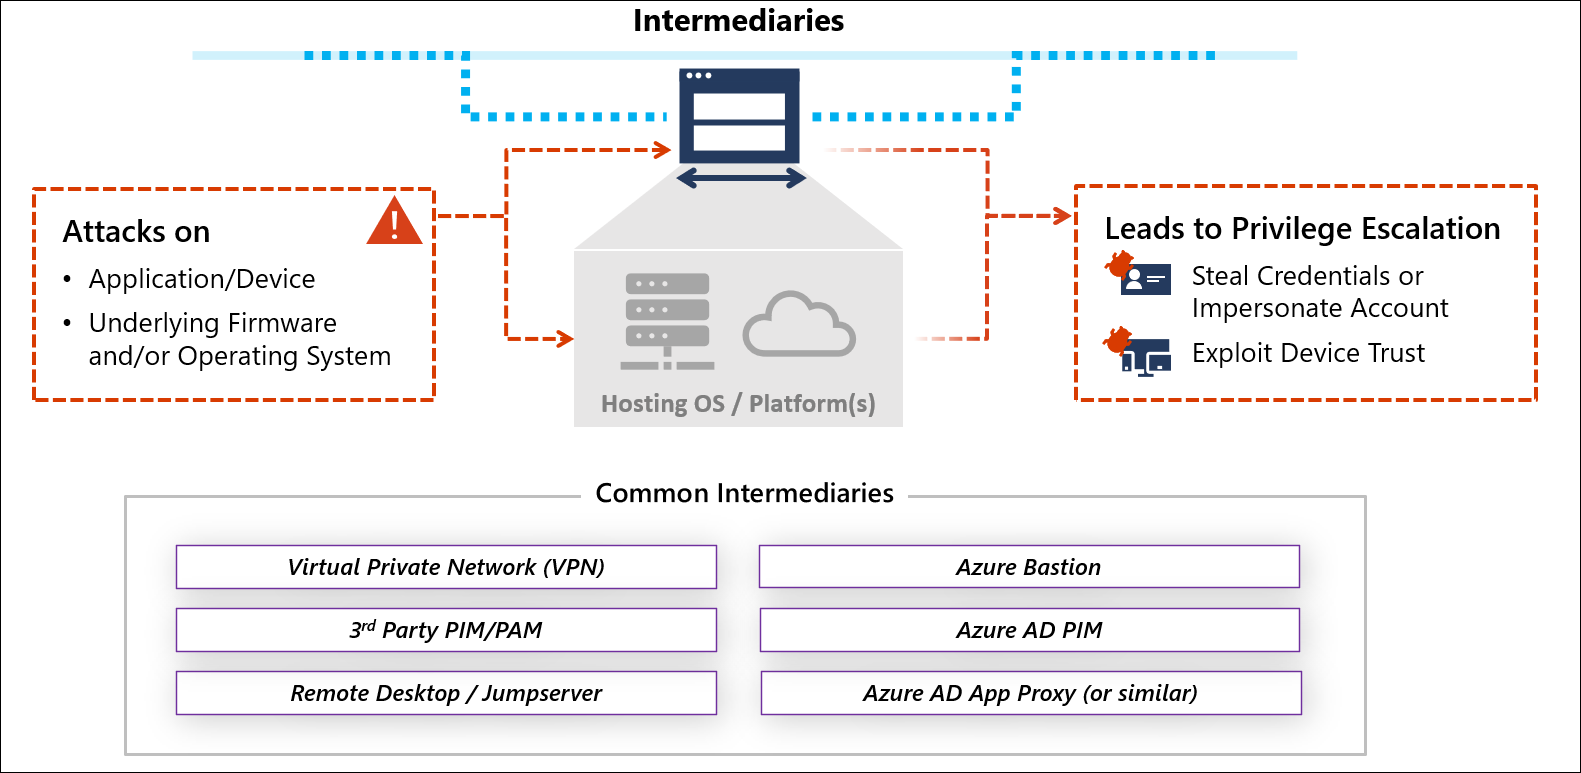 Intermediaries
Attacks on
• Application/Device
• Underlying Firmware
and/or Operating System
Hosting OS / Platform(s)
Leads to Privilege Escalation
Steal Credentials or
Impersonate Account
Exploit Device Trust
Common Intermediaries
Virtual Private Network (VPN)
Azure Bastion
3rd Party PIM/PAM
Azure AD PIM
Remote Desktop / Jumpserver
Azure AD App Proxy (or similar)